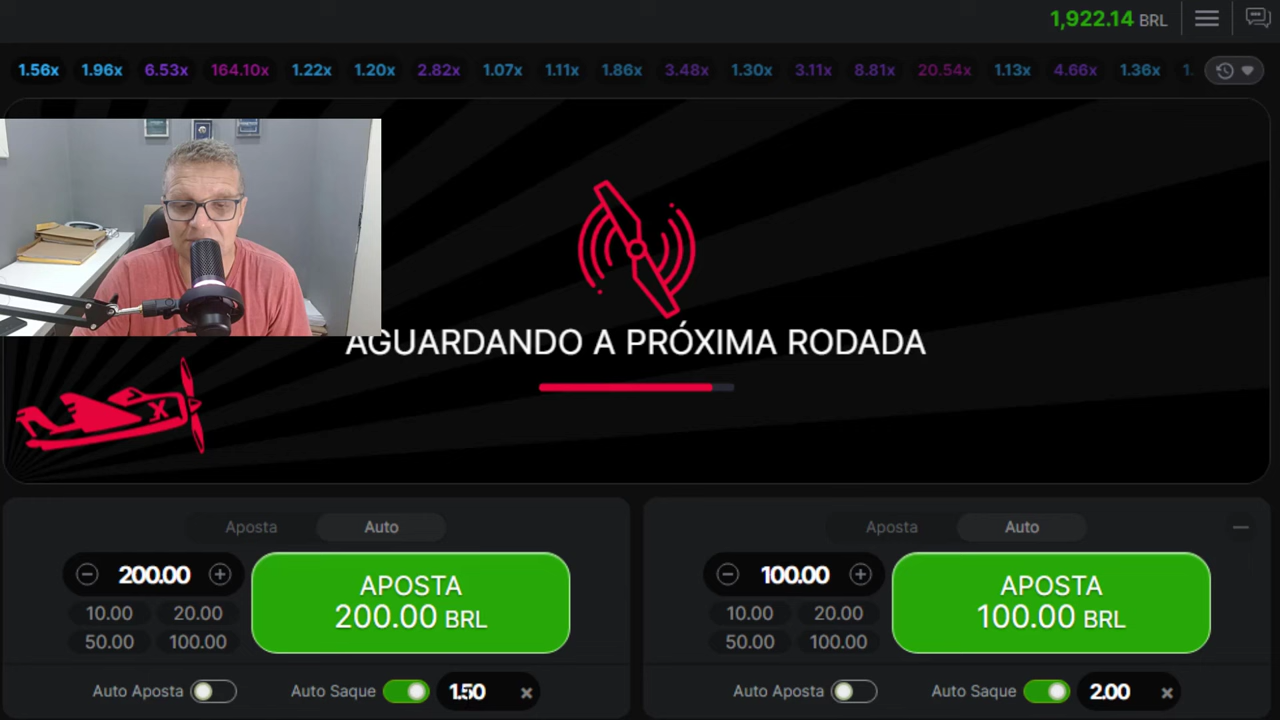 1,922.14 BRL
1.56x 1.96x 6.53x 164.10x 1.22x 1.20x 2.82x 1.07x 1.11x 1.86x 3.48x 1.30x 3.11x 8.81x 20.54x 1.13x 4.66x 1.36x 1.
AGUARDANDO A PRÓXIMA RODADA
X
Aposta Auto
200.00
10.00 20.00
50.00 100.00
APOSTA
200.00 BRL
Auto Aposta Auto Saque 1.50 ×
Aposta Auto
100.00
10.00 20.00
50.00 100.00
APOSTA
100.00 BRL
Auto Aposta Auto Saque 2.00 ×